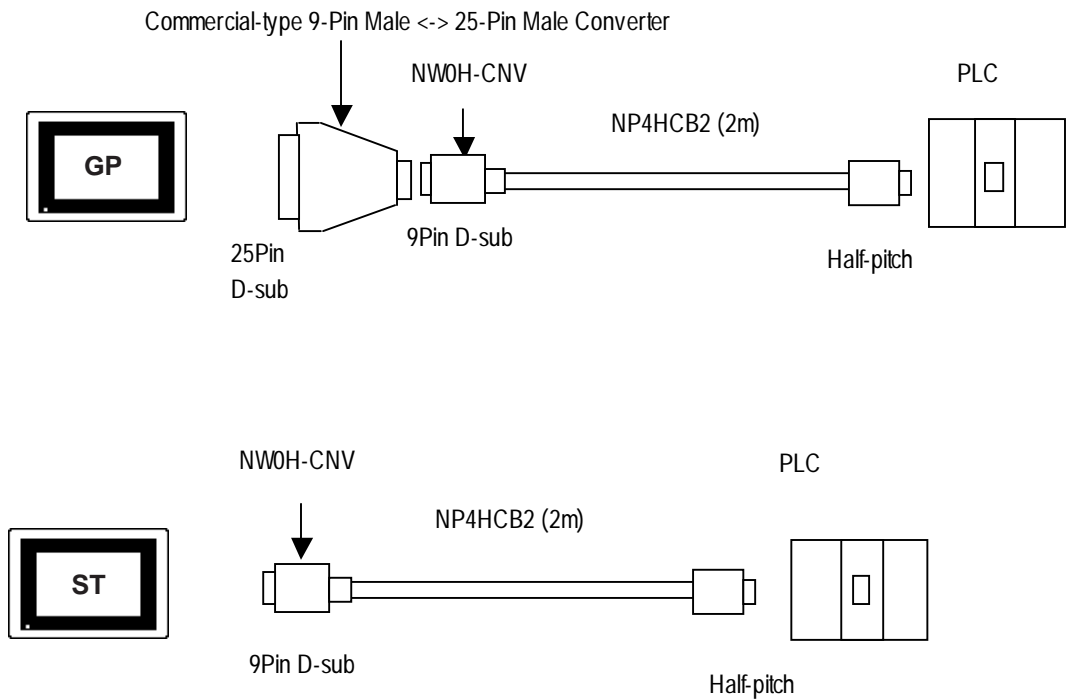 Commercial-type 9-Pin Male <-> 25-Pin Male Converter
NW0H-CNV
PLC
NP4HCB2 (2m)
GP
9Pin D-sub
25Pin
D-sub
Half-pitch
NW0H-CNV
PLC
NP4HCB2 (2m)
ST
9Pin D-sub
Half-pitch